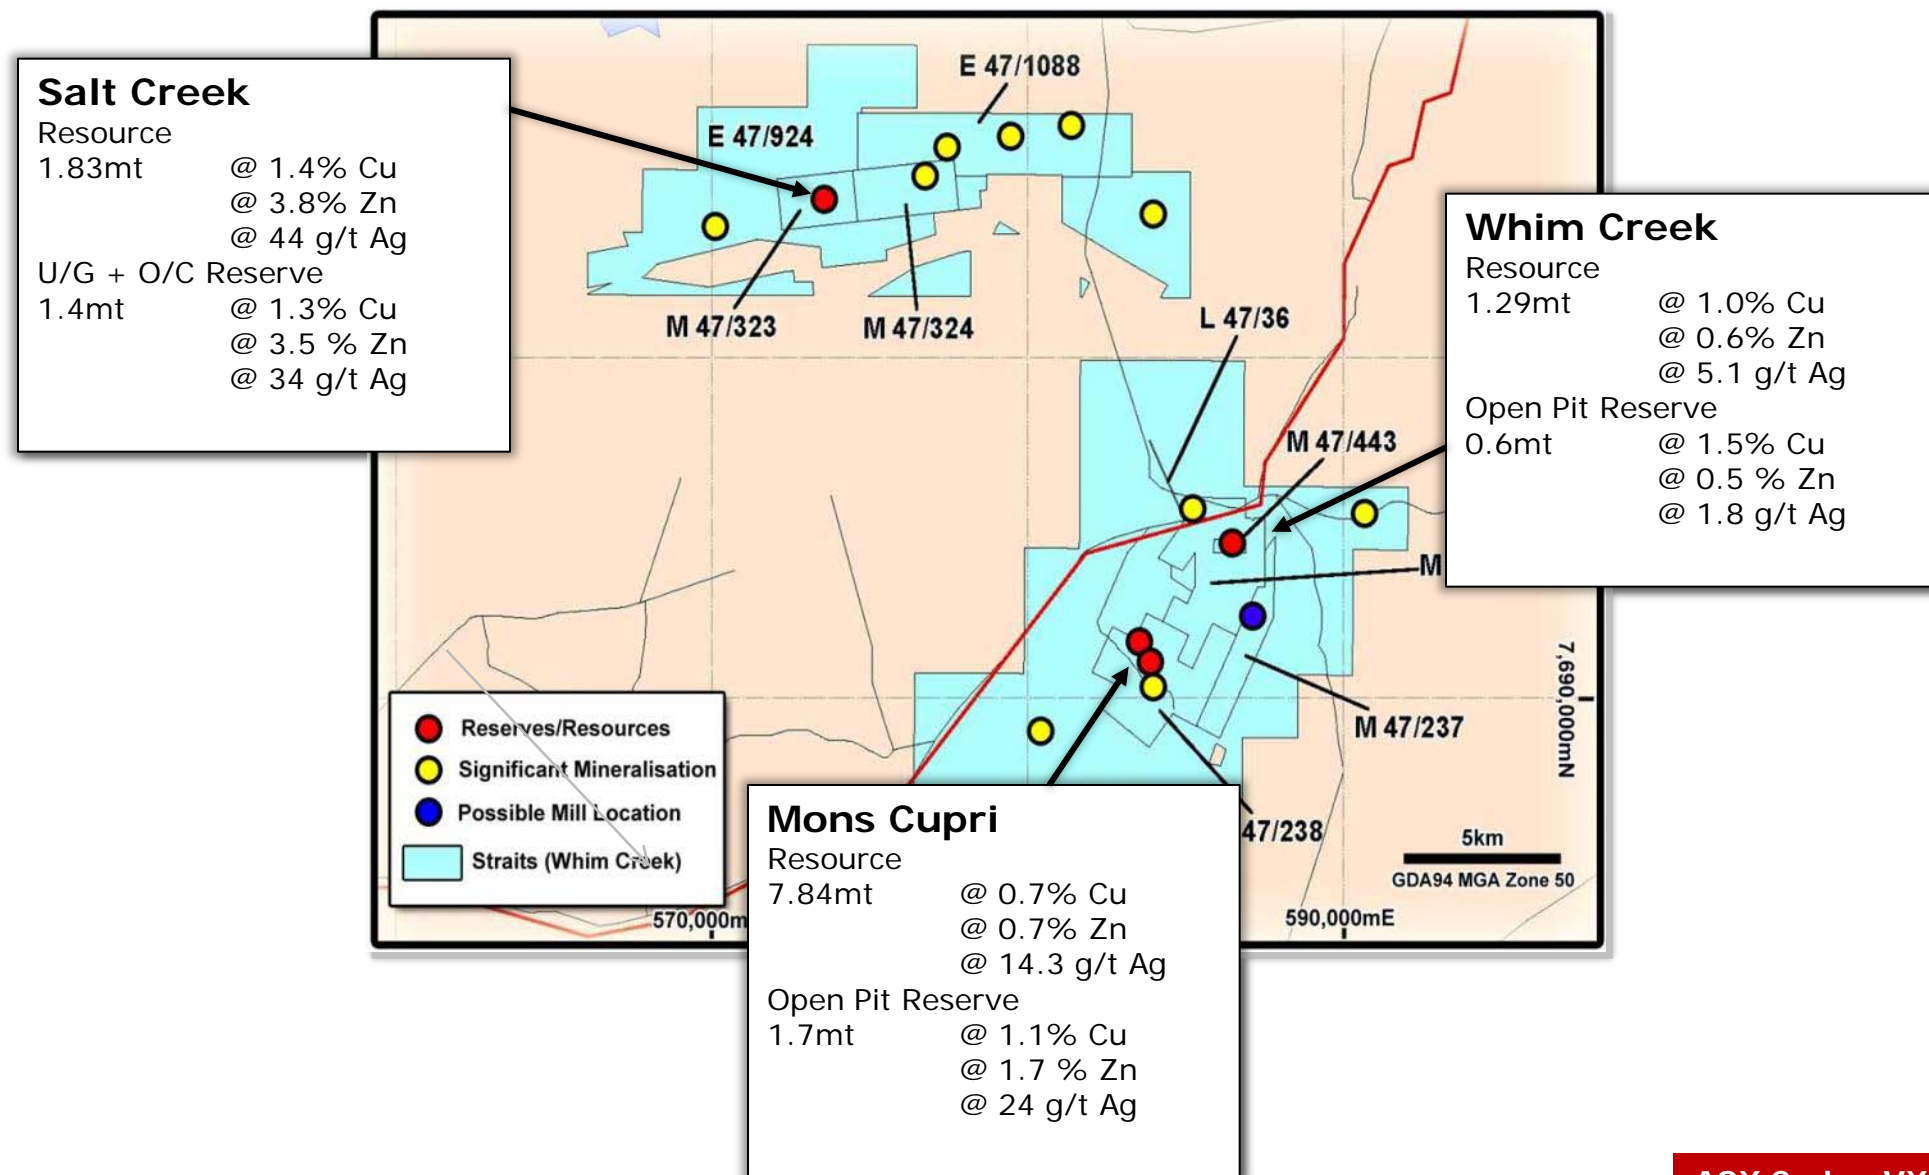 E 47/1088
Salt Creek
Resource
1.83mt @ 1.4% Cu
@ 3.8% Zn
@ 44 g/t Ag
U/G + O/C Reserve
1.4mt @ 1.3% Cu
@ 3.5 % Zn
@ 34 g/t Ag
E 47/924
M 47/323
M 47/324
L 47/36
Whim Creek
Resource
1.29mt @ 1.0% Cu
@ 0.6% Zn
@ 5.1 g/t Ag
Open Pit Reserve
0.6mt @ 1.5% Cu
@ 0.5 % Zn
@ 1.8 g/t Ag
M 47/443
M
7,690,000mN
M 47/237
47/238
Reserves/Resources
Significant Mineralisation
Possible Mill Location
Straits (Whim Creek)
Mons Cupri
Resource
7.84mt @ 0.7% Cu
@ 0.7% Zn
@ 14.3 g/t Ag
Open Pit Reserve
1.7mt @ 1.1% Cu
@ 1.7 % Zn
@ 24 g/t Ag
5km
GDA94 MGA Zone 50
570,000m
590,000mE